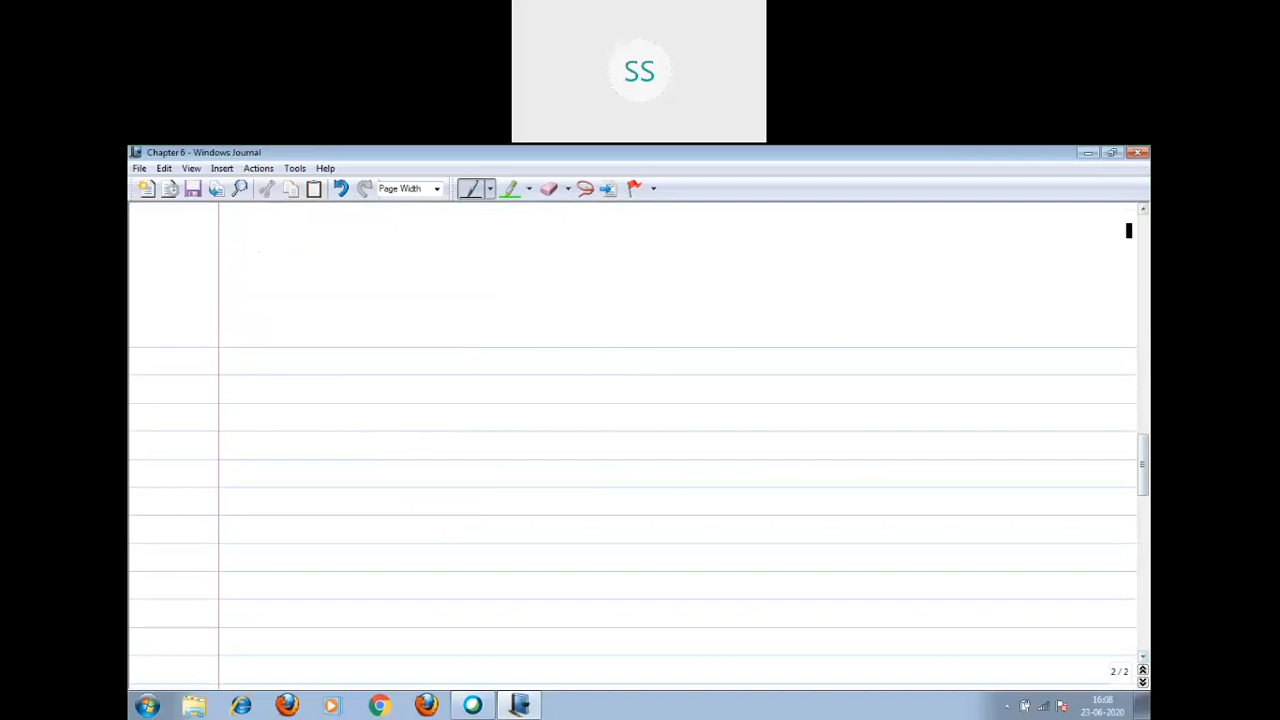 SS
Chapter 6 - Windows Journal
File Edit View Insert Actions Tools Help
Page Width
2 / 2
16:08
23-06-2020